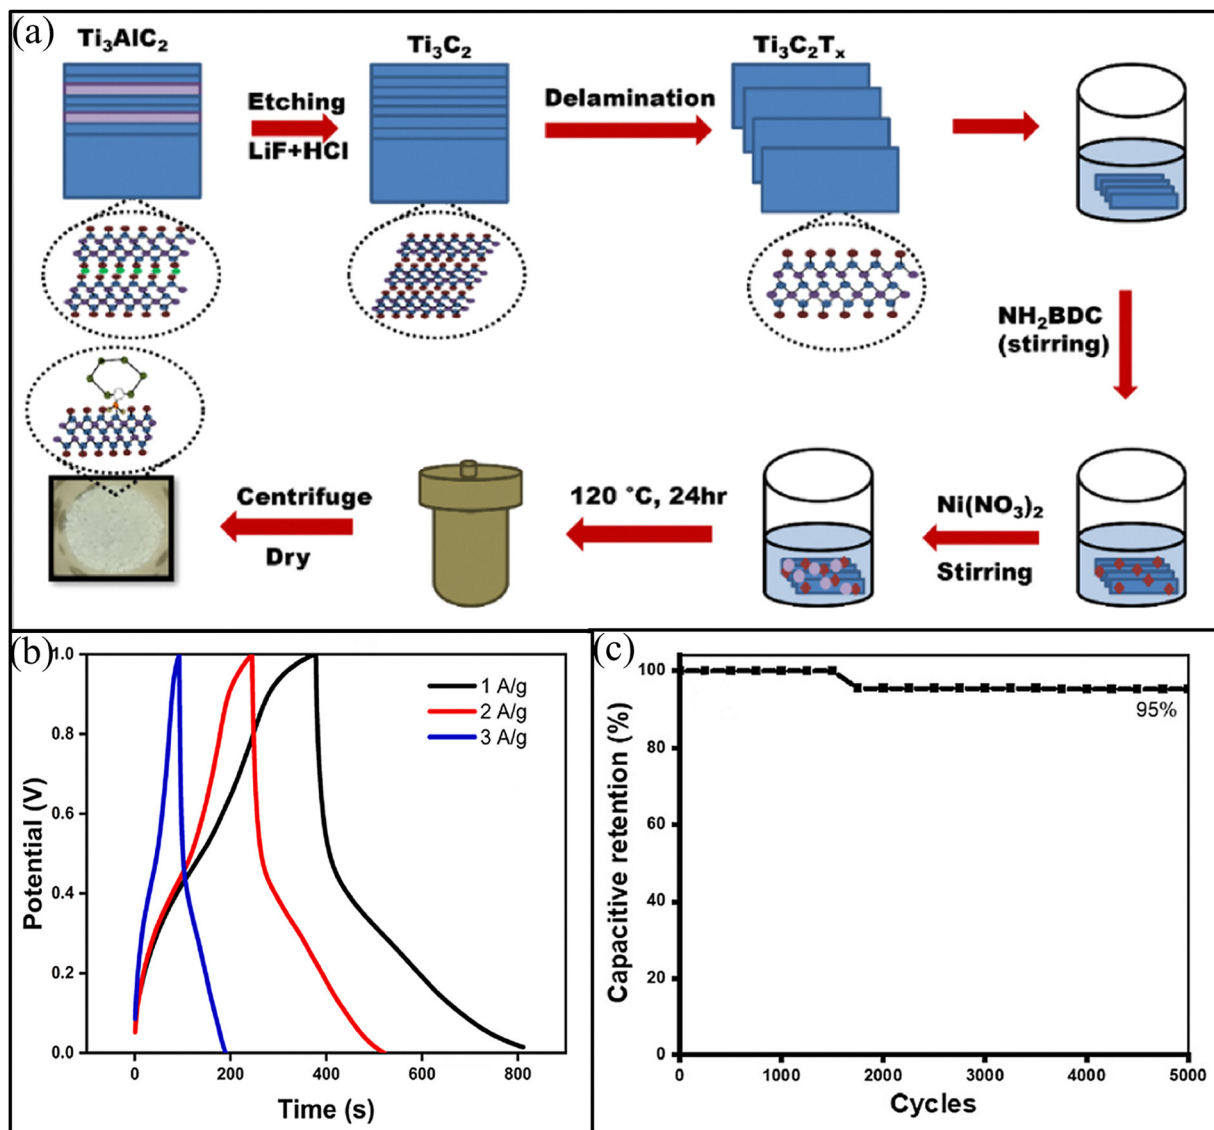 (a)
Ti₃AlC₂
Ti₃C₂
Ti₃C₂Tₓ
Etching
LiF+HCl
Delamination
NH₂BDC
(stirring)
Ni(NO₃)₂
Stirring
120 °C, 24hr
Centrifuge
Dry
(b)
1.0
0.8
0.6
0.4
0.2
0.0
Potential (V)
1 A/g
2 A/g
3 A/g
0 200 400 600 800
Time (s)
(c)
100
80
60
40
20
0
Capacitive retention (%)
95%
0 1000 2000 3000 4000 5000
Cycles